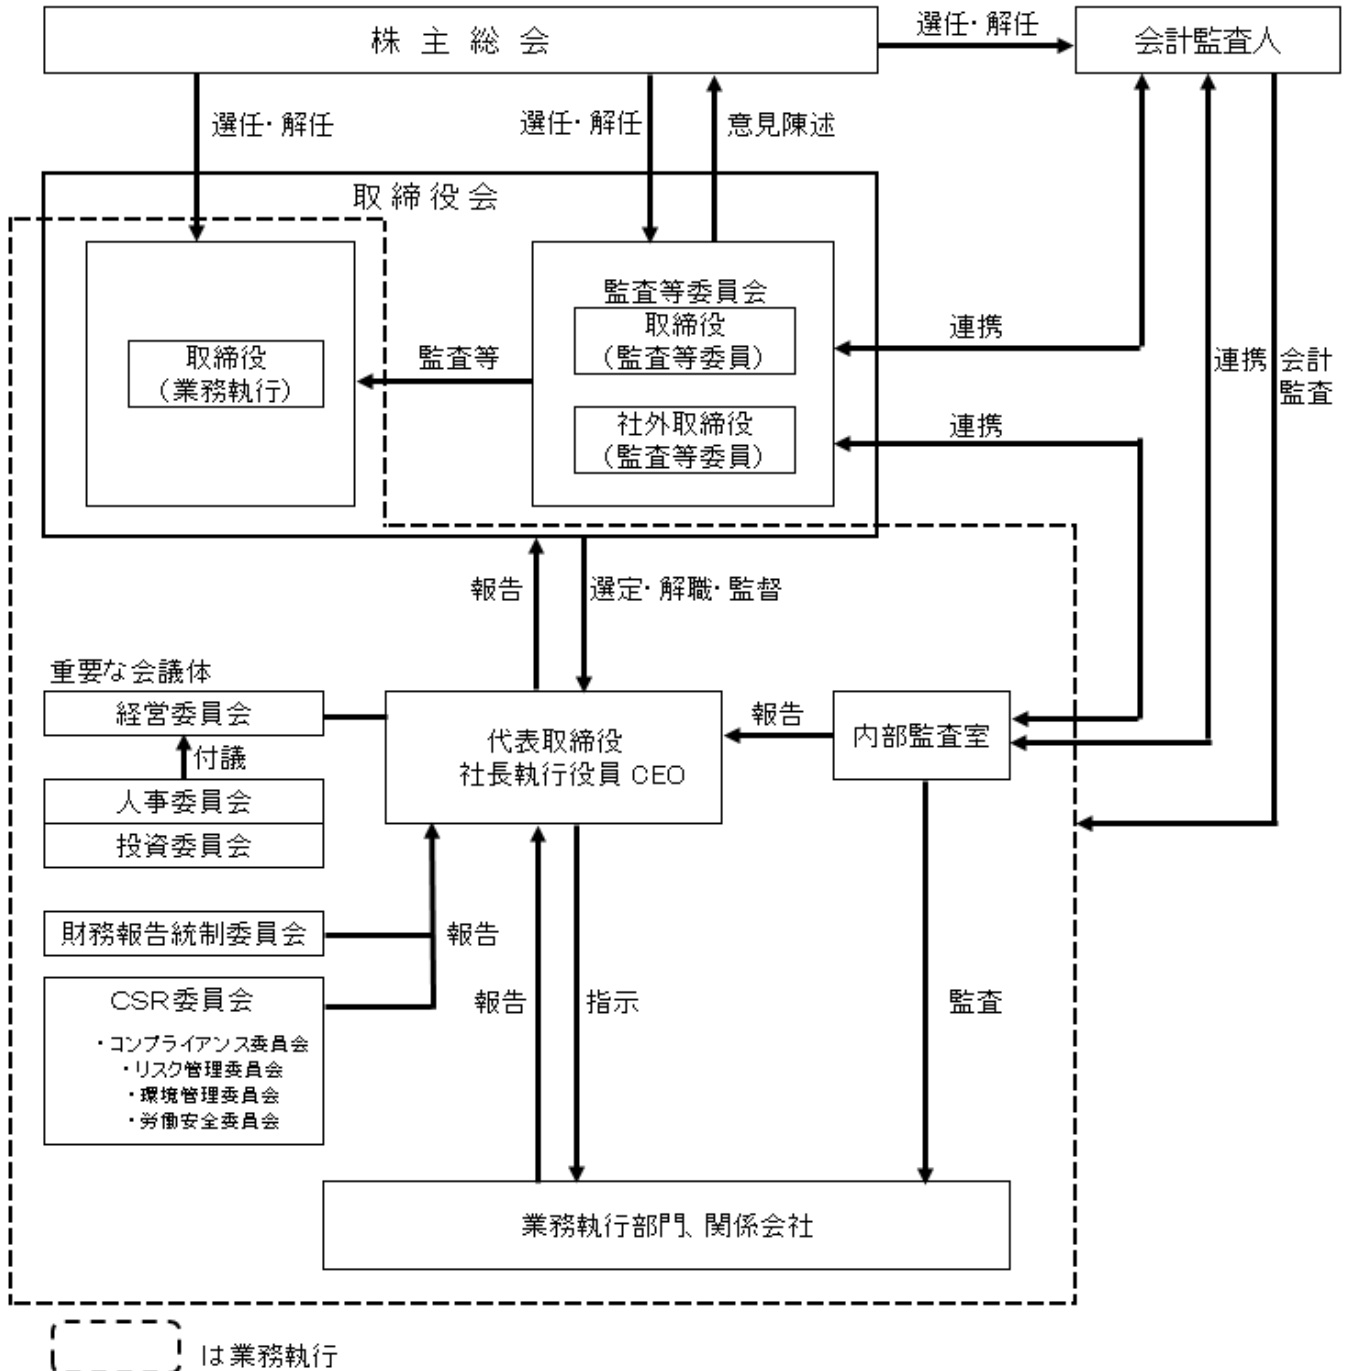 株主総会
選任・解任
会計監査人
選任・解任
選任・解任
意見陳述
取締役会
監査等委員会
取締役
（監査等委員）
社外取締役
（監査等委員）
取締役
（業務執行）
監査等
連携
連携
連携
会計
監査
報告
選定・解職・監督
重要な会議体
経営委員会
付議
人事委員会
投資委員会
代表取締役
社長執行役員 CEO
報告
内部監査室
財務報告統制委員会
報告
CSR委員会
・コンプライアンス委員会
・リスク管理委員会
・環境管理委員会
・労働安全委員会
報告
指示
監査
業務執行部門、関係会社
は業務執行